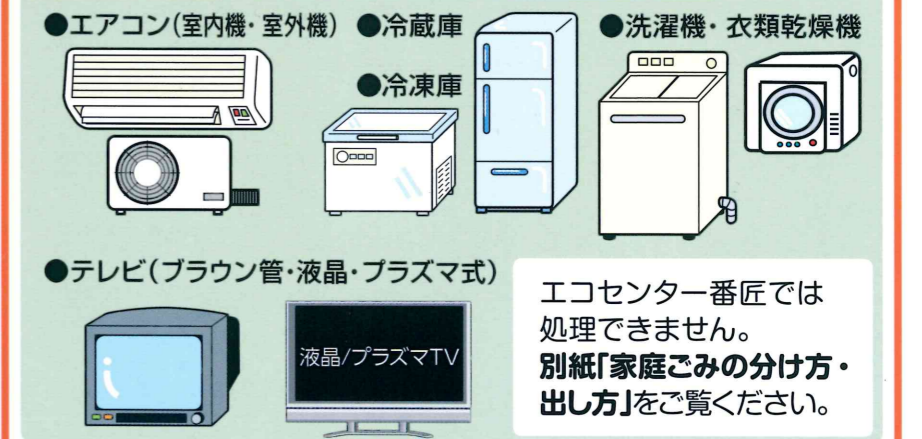 ●エアコン(室内機・室外機)
●冷蔵庫
●冷凍庫
●洗濯機・衣類乾燥機
●テレビ(ブラウン管・液晶・プラズマ式)
液晶/プラズマTV
エコセンター番匠では
処理できません。
別紙「家庭ごみの分け方・
出し方」をご覧ください。